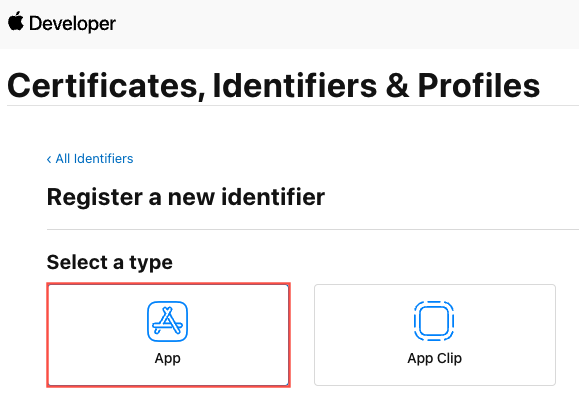 Developer
Certificates, Identifiers & Profiles
‹ All Identifiers
Register a new identifier
Select a type
App
App Clip